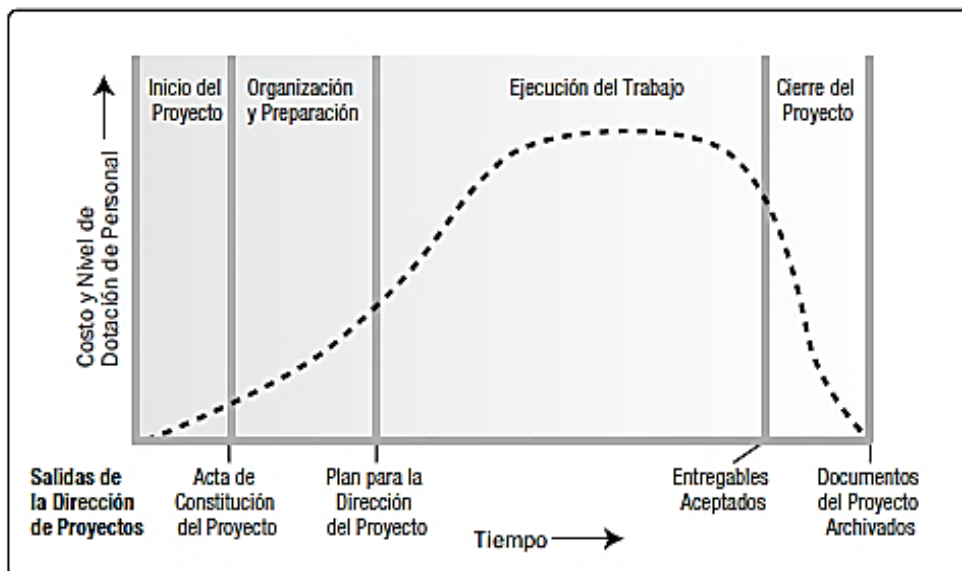 Inicio del
Proyecto
Organización
y Preparación
Ejecución del Trabajo
Cierre del
Proyecto
Costo y Nivel de
Dotación de Personal
Salidas de
la Dirección
de Proyectos
Acta de
Constitución
del Proyecto
Plan para la
Dirección
del Proyecto
Entregables
Aceptados
Documentos
del Proyecto
Archivados
Tiempo